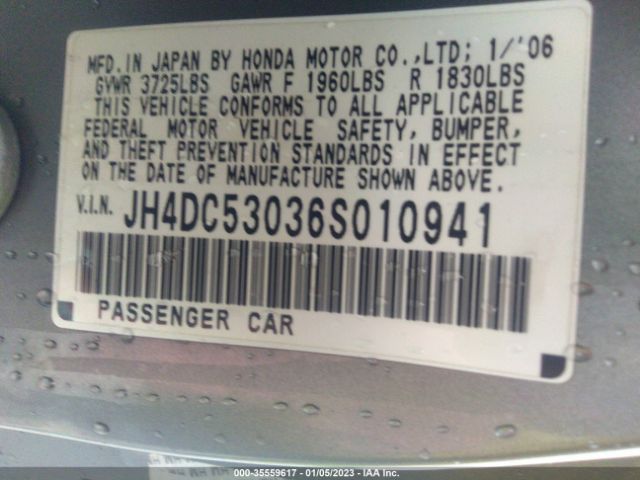 MFD.IN JAPAN BY HONDA MOTOR CO.,LTD; 1/'06
GVWR 3725LBS GAWR F 1960LBS R 1830LBS
THIS VEHICLE CONFORMS TO ALL APPLICABLE
FEDERAL MOTOR VEHICLE SAFETY, BUMPER,
AND THEFT PREVENTION STANDARDS IN EFFECT
ON THE DATE OF MANUFACTURE SHOWN ABOVE.
V.I.N. JH4DC53036S010941
PASSENGER CAR
© - 35559617 - 01/05/2023 - IAA Inc.